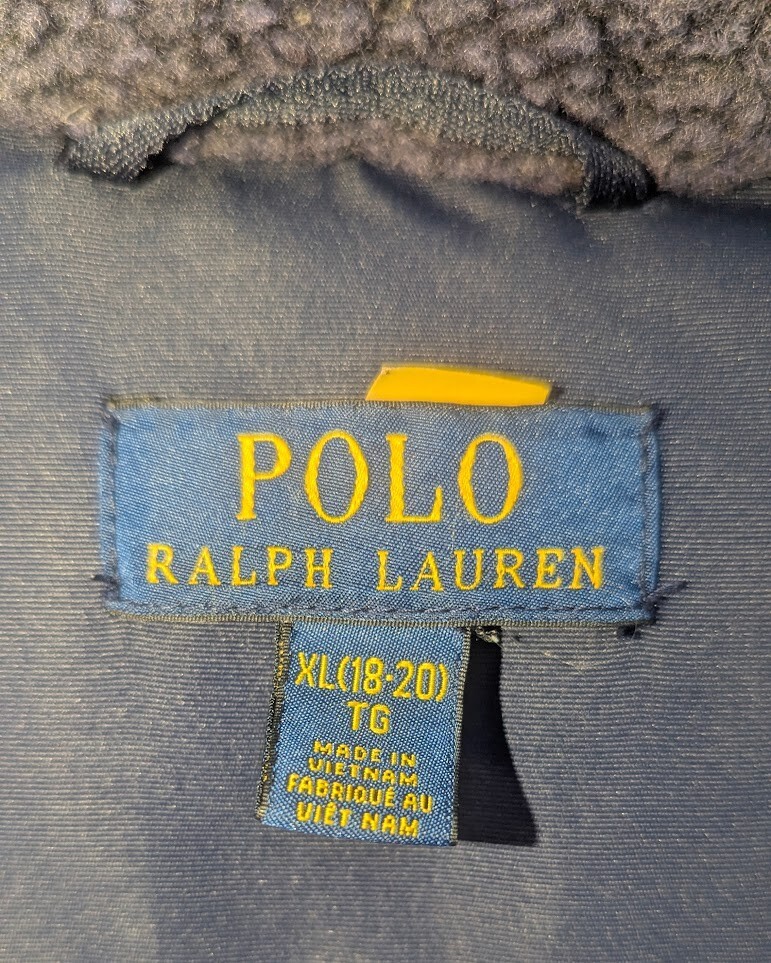 POLO
RALPH LAUREN
XL(18-20)
TG
MADE IN
VIETNAM
FABRIQUÉ AU
VIÊT NAM